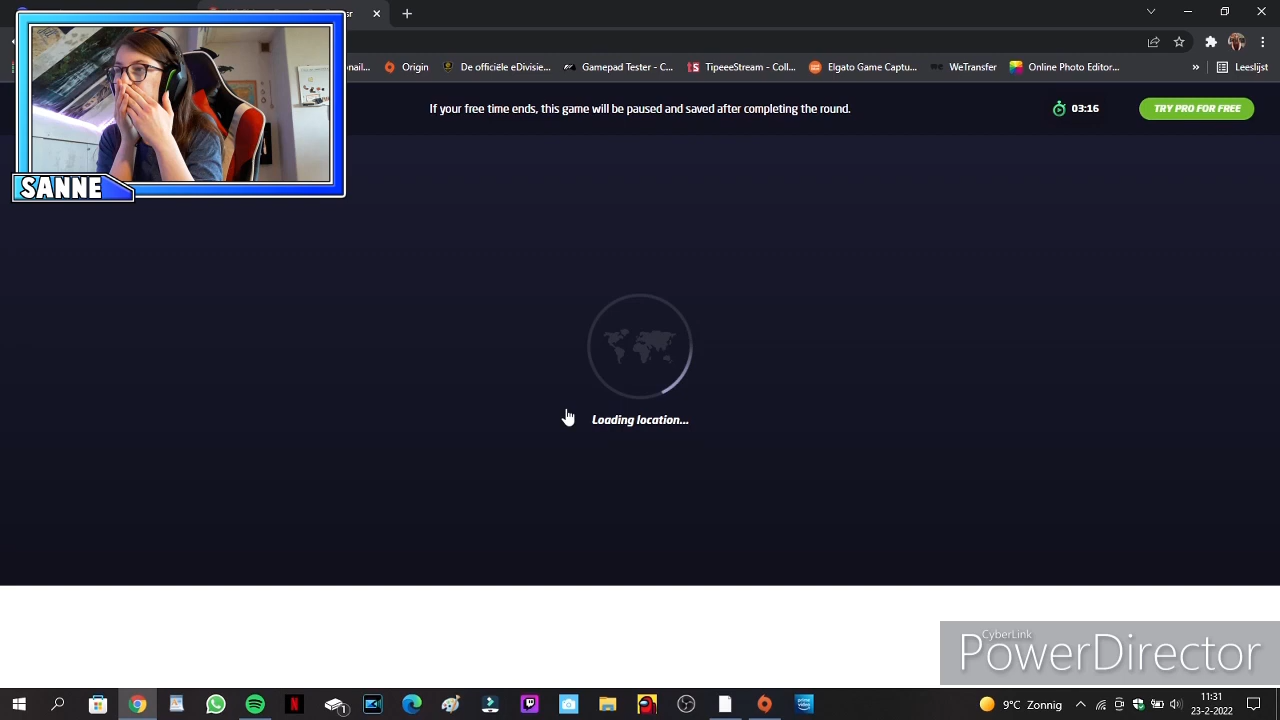 nail...
Origin
De officiële eDivisie...
Gamepad Tester - C...
TipeeeStream - Coll...
Elgato Game Captu...
we
WeTransfer
Online Photo Editor...
»
Leeslijst
If your free time ends, this game will be paused and saved after completing the round.
03:16
TRY PRO FOR FREE
SANNE
Loading location...
CyberLink
PowerDirector
9°C Zonnig
11:31
23-2-2022